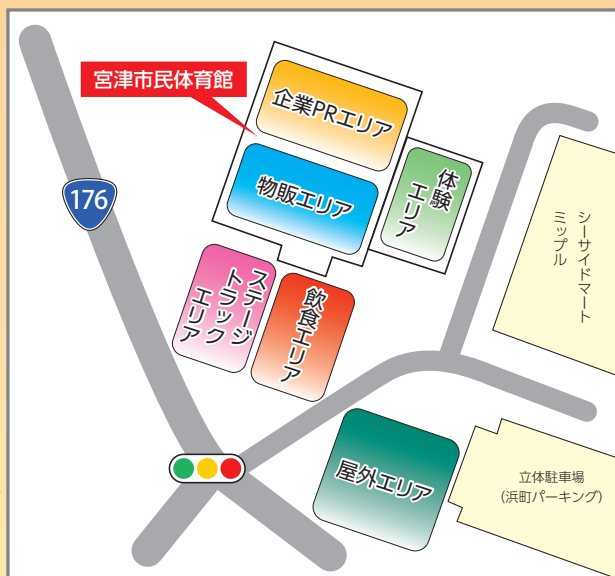 宮津市民体育館
企業PRエリア
物販エリア
体験
エリア
176
シーサイドマート
ミップル
ステージ
トラック
エリア
飲食エリア
屋外エリア
立体駐車場
(浜町パーキング)